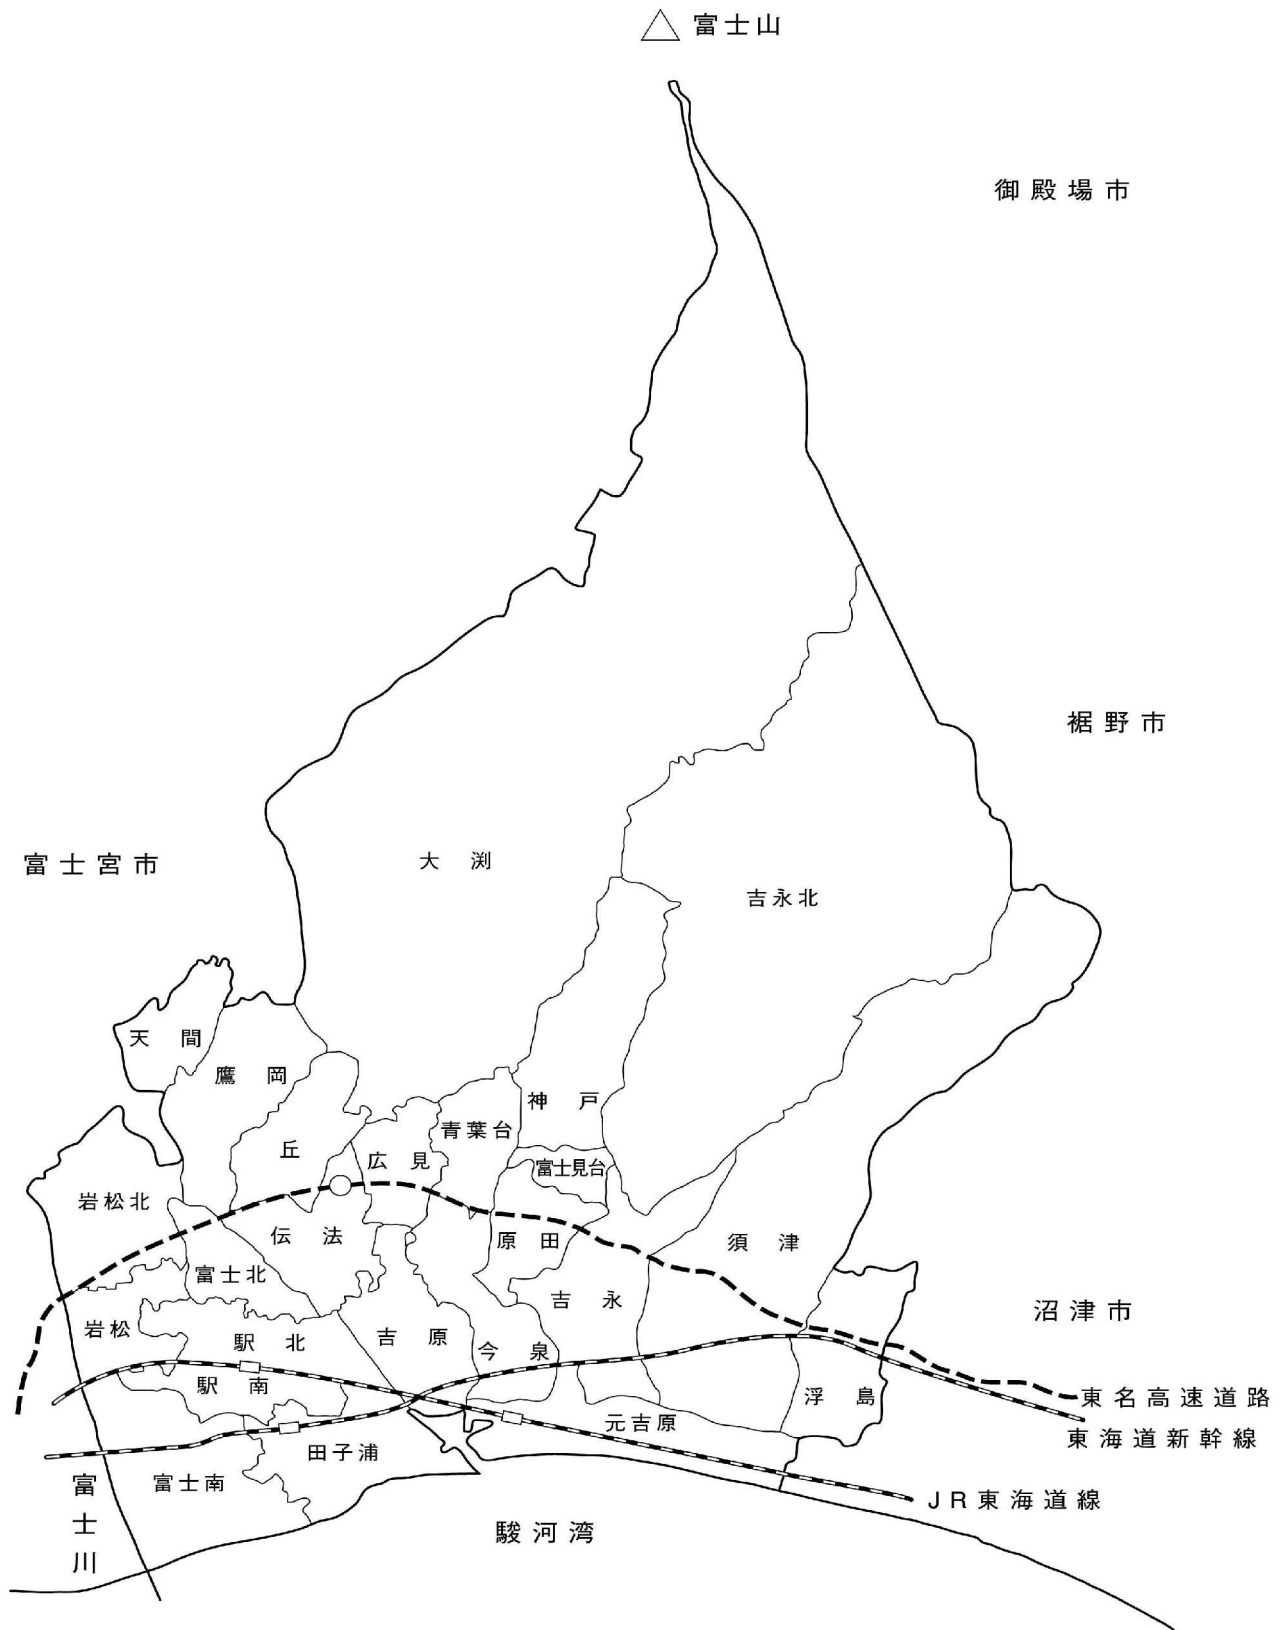 富士山
御殿場市
裾野市
大渕
富士宮市
吉永北
天間
鷹岡
神戸
青葉台
丘
広見
富士見台
岩松北
伝法
原田
須津
富士北
吉永
沼津市
岩松
駅北
吉原
今泉
駅南
浮島
東名高速道路
元吉原
東海道新幹線
田子浦
富士南
富士川
JR東海道線
駿河湾